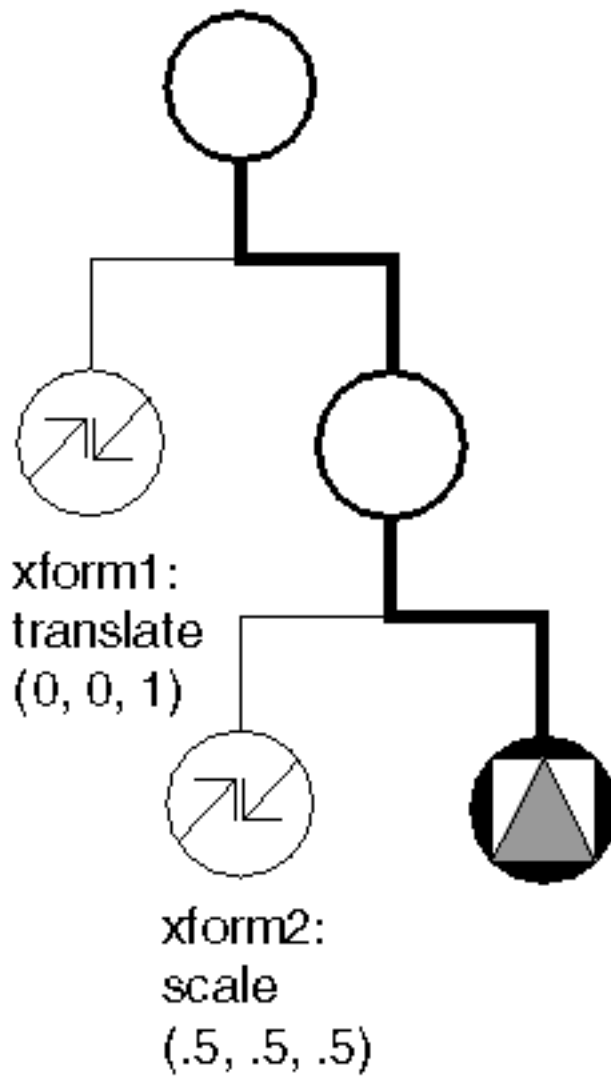 xform1:
translate
(0, 0, 1)
xform2:
scale
(.5, .5, .5)